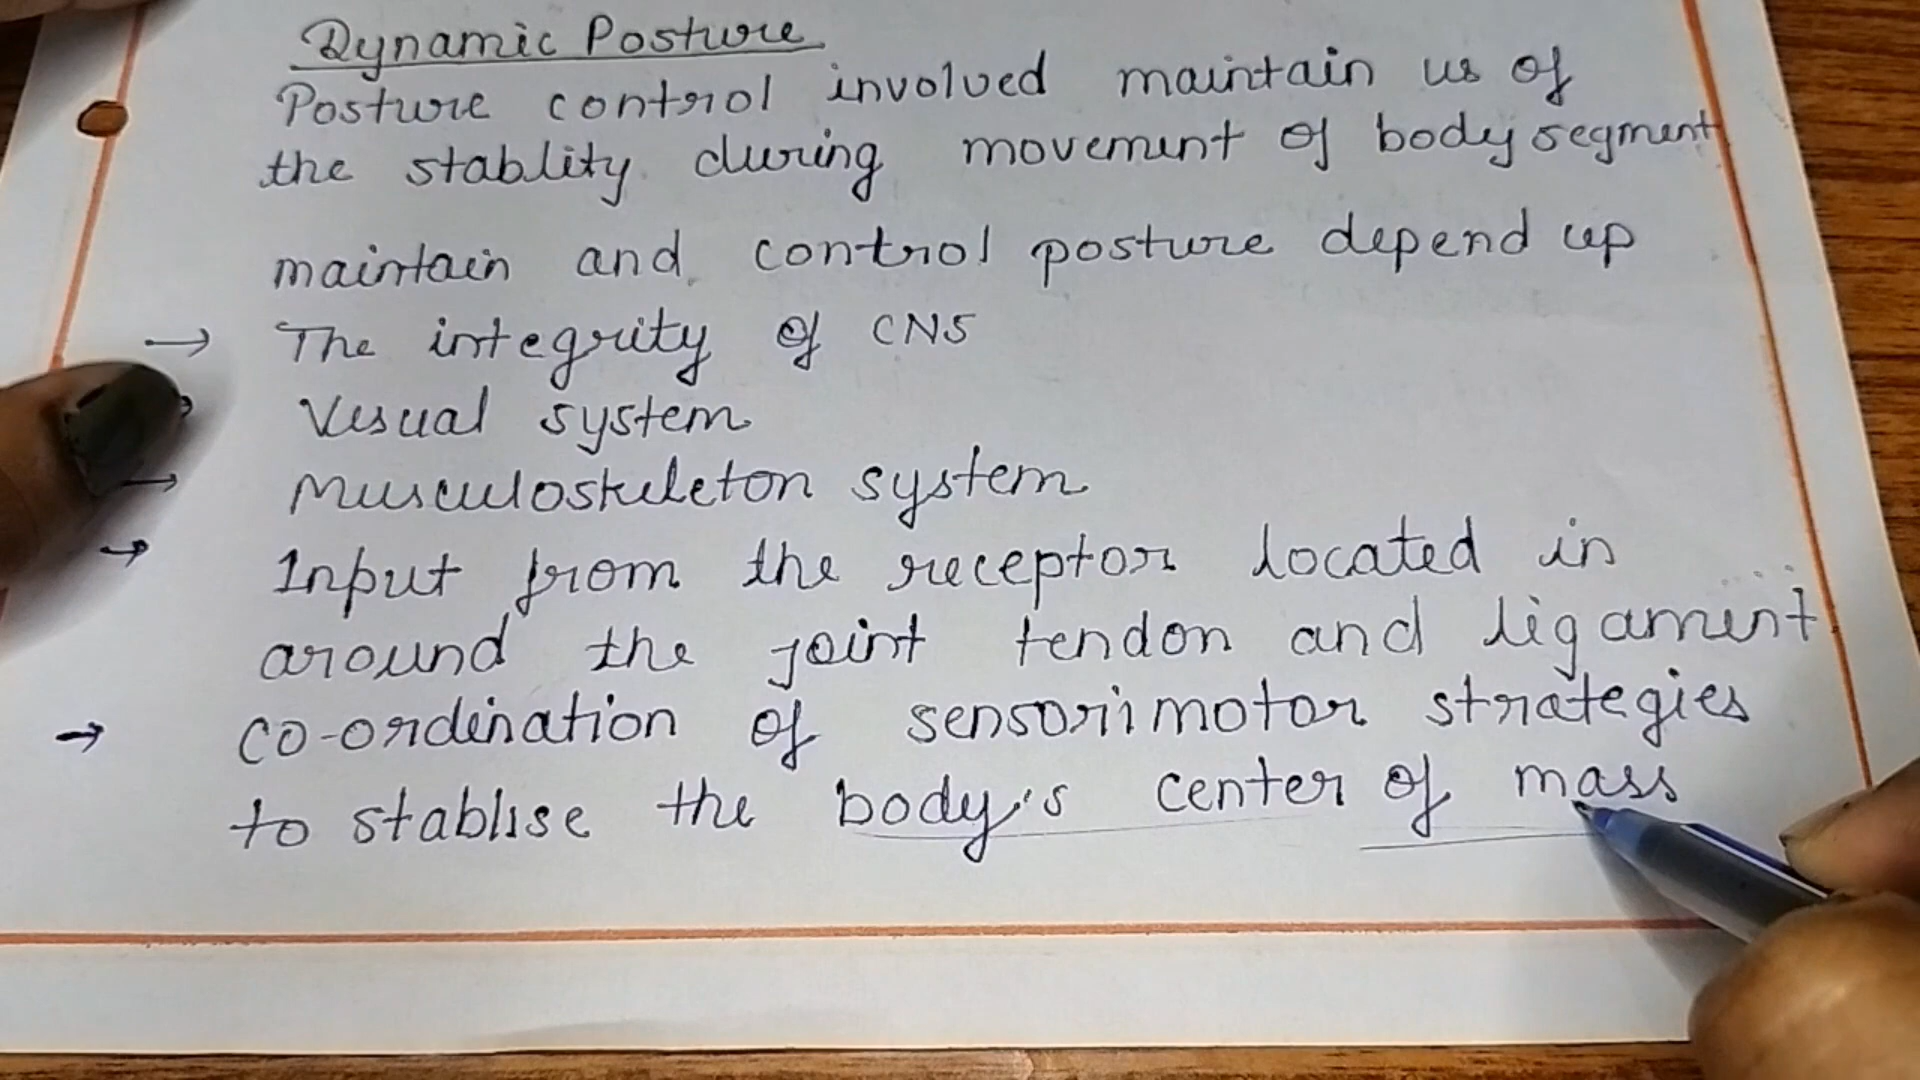 Dynamic Posture
Posture control involved maintain us of
the stablity during movement of body segment
maintain and control posture depend up
→ The integrity of CNS
Visual system
→ Musculoskeleton system
→ Input from the receptor located in
around the joint tendon and ligament
→ co-ordination of sensorimotor strategies
to stablise the body's center of mass